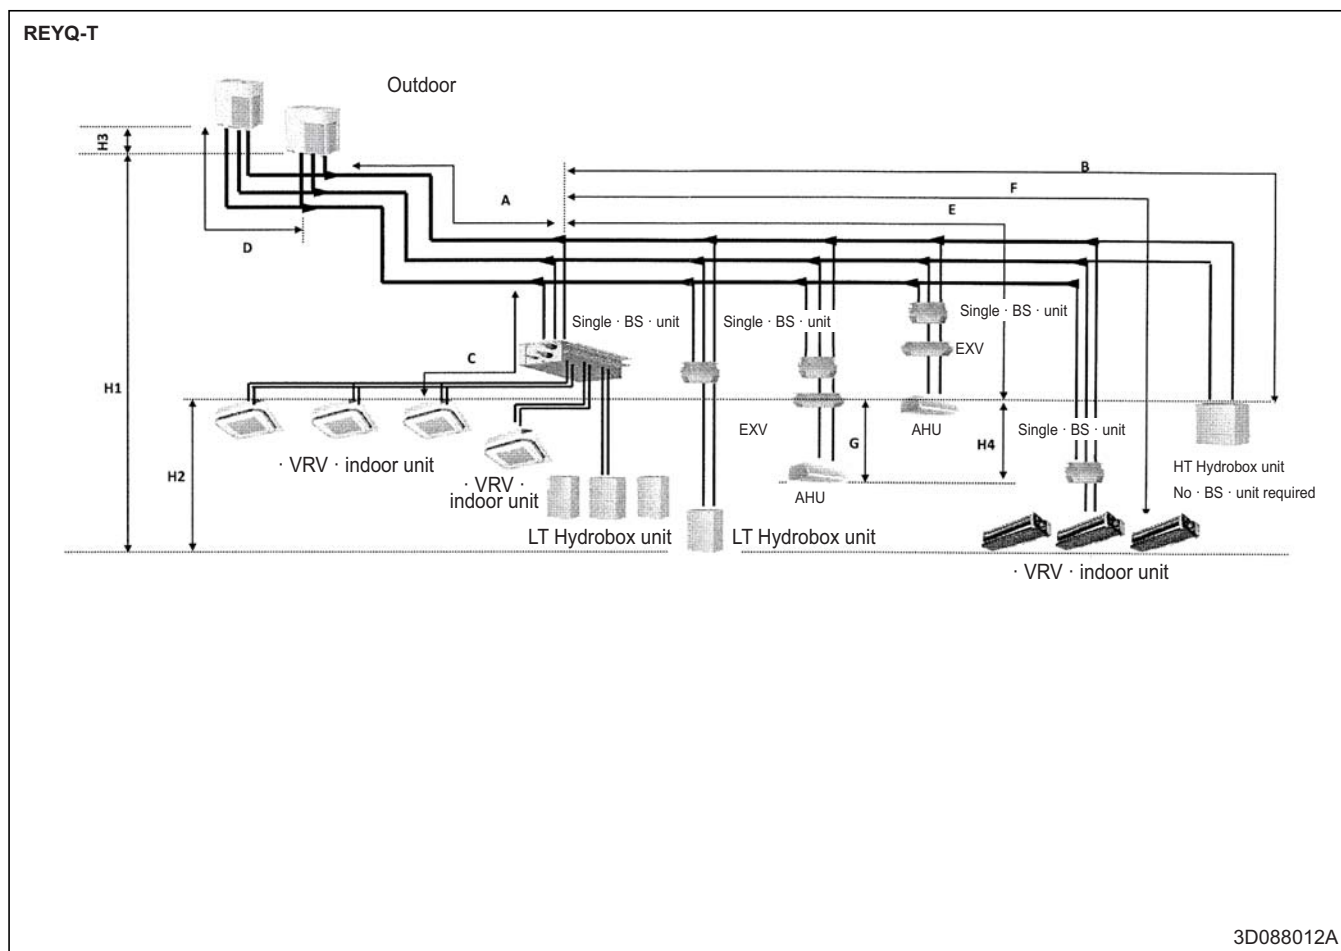 REYQ-T
Outdoor
H3
B
F
A
E
D
Single · BS · unit
Single · BS · unit
Single · BS · unit
EXV
C
H1
EXV
AHU
Single · BS · unit
G
H4
· VRV · indoor unit
H2
· VRV ·
indoor unit
AHU
HT Hydrobox unit
No · BS · unit required
LT Hydrobox unit
LT Hydrobox unit
· VRV · indoor unit
3D088012A